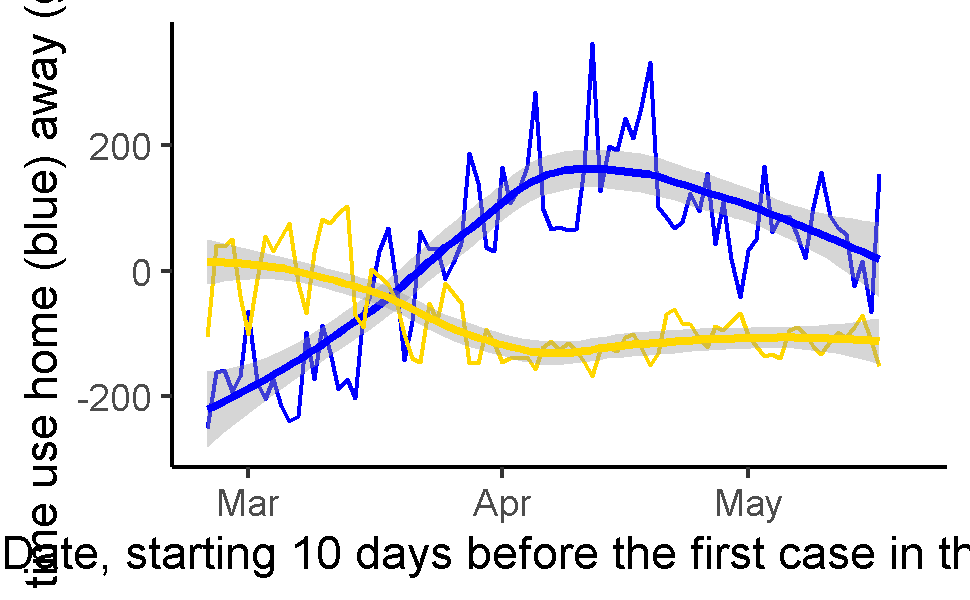 time use home (blue) away (
200
0
-200
Mar Apr May
Date, starting 10 days before the first case in th